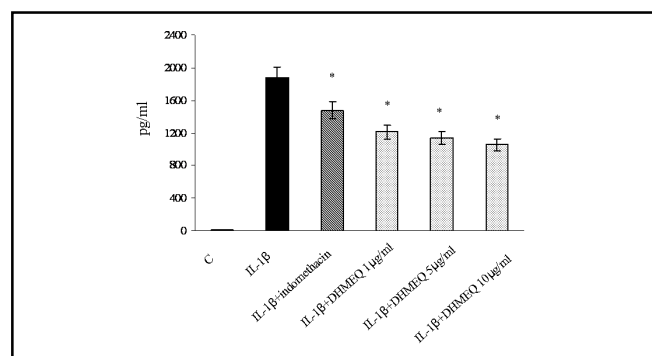 2400
2000
1600
1200
800
400
0
pg/ml
*
*
*
*
C
IL-1β
IL-1β+indomethacin
IL-1β+DHMEQ 1µg/ml
IL-1β+DHMEQ 5µg/ml
IL-1β+DHMEQ 10µg/ml